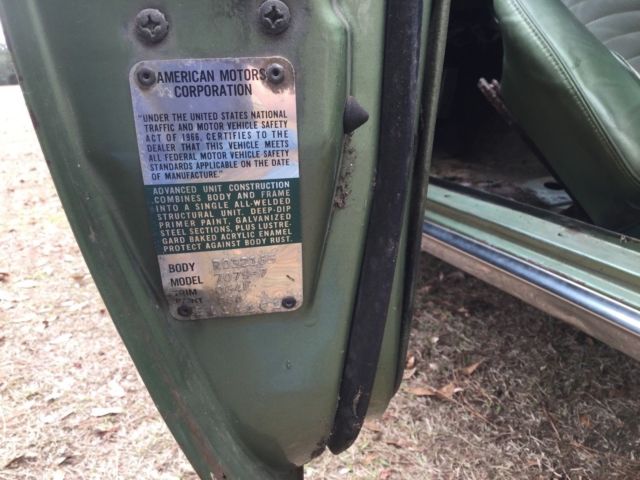 AMERICAN MOTORS
CORPORATION
"UNDER THE UNITED STATES NATIONAL
TRAFFIC AND MOTOR VEHICLE SAFETY
ACT OF 1966, CERTIFIES TO THE
DEALER THAT THIS VEHICLE MEETS
ALL FEDERAL MOTOR VEHICLE SAFETY
STANDARDS APPLICABLE ON THE DATE
OF MANUFACTURE."
ADVANCED UNIT CONSTRUCTION
COMBINES BODY AND FRAME
INTO A SINGLE ALL-WELDED
STRUCTURAL UNIT. DEEP-DIP
PRIMER PAINT, GALVANIZED
STEEL SECTIONS, PLUS LUSTRE-
GARD BAKED ACRYLIC ENAMEL
PROTECT AGAINST BODY RUST.
BODY
MODEL 7079-7
TRIM
PAINT